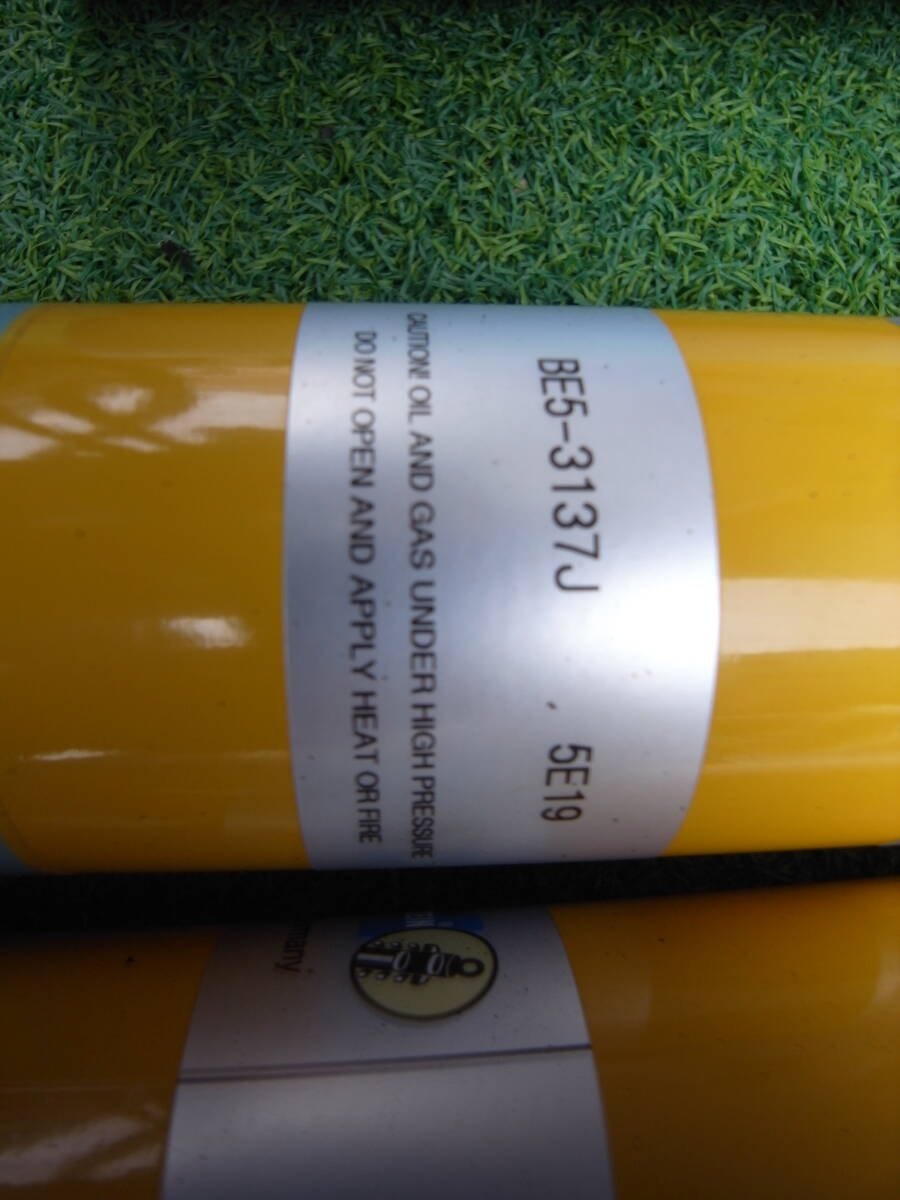 BE5-3137J 5E19
CAUTION! OIL AND GAS UNDER HIGH PRESSURE
DO NOT OPEN AND APPLY HEAT OR FIRE